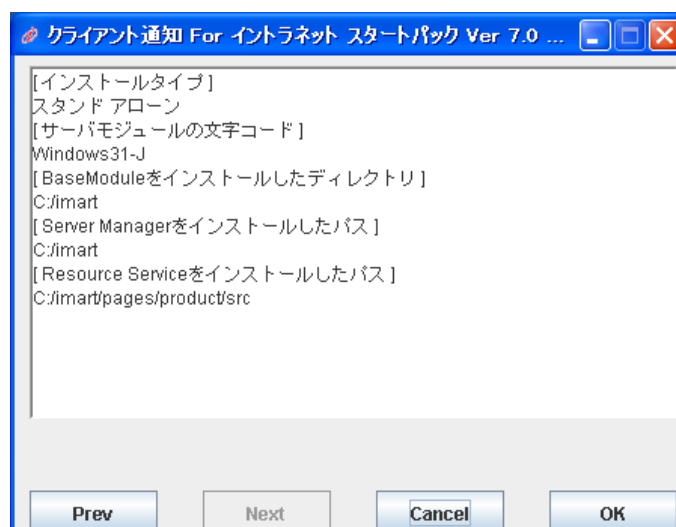 クライアント通知 For イントラネット スタートパック Ver 7.0 ...
[インストールタイプ]
スタンド アローン
[サーバモジュールの文字コード]
Windows31-J
[BaseModuleをインストールしたディレクトリ]
C:/imart
[Server Managerをインストールしたパス]
C:/imart
[Resource Serviceをインストールしたパス]
C:/imart/pages/product/src
Prev Next Cancel OK